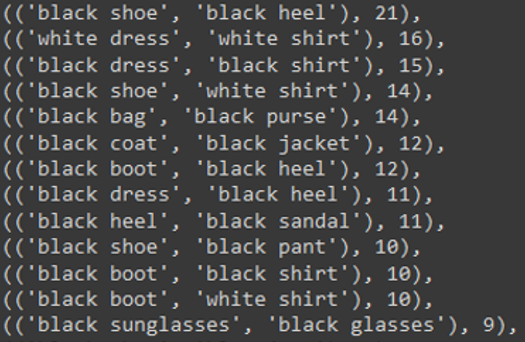 (('black shoe', 'black heel'), 21),
(('white dress', 'white shirt'), 16),
(('black dress', 'black shirt'), 15),
(('black shoe', 'white shirt'), 14),
(('black bag', 'black purse'), 14),
(('black coat', 'black jacket'), 12),
(('black boot', 'black heel'), 12),
(('black dress', 'black heel'), 11),
(('black heel', 'black sandal'), 11),
(('black shoe', 'black pant'), 10),
(('black boot', 'black shirt'), 10),
(('black boot', 'white shirt'), 10),
(('black sunglasses', 'black glasses'), 9),